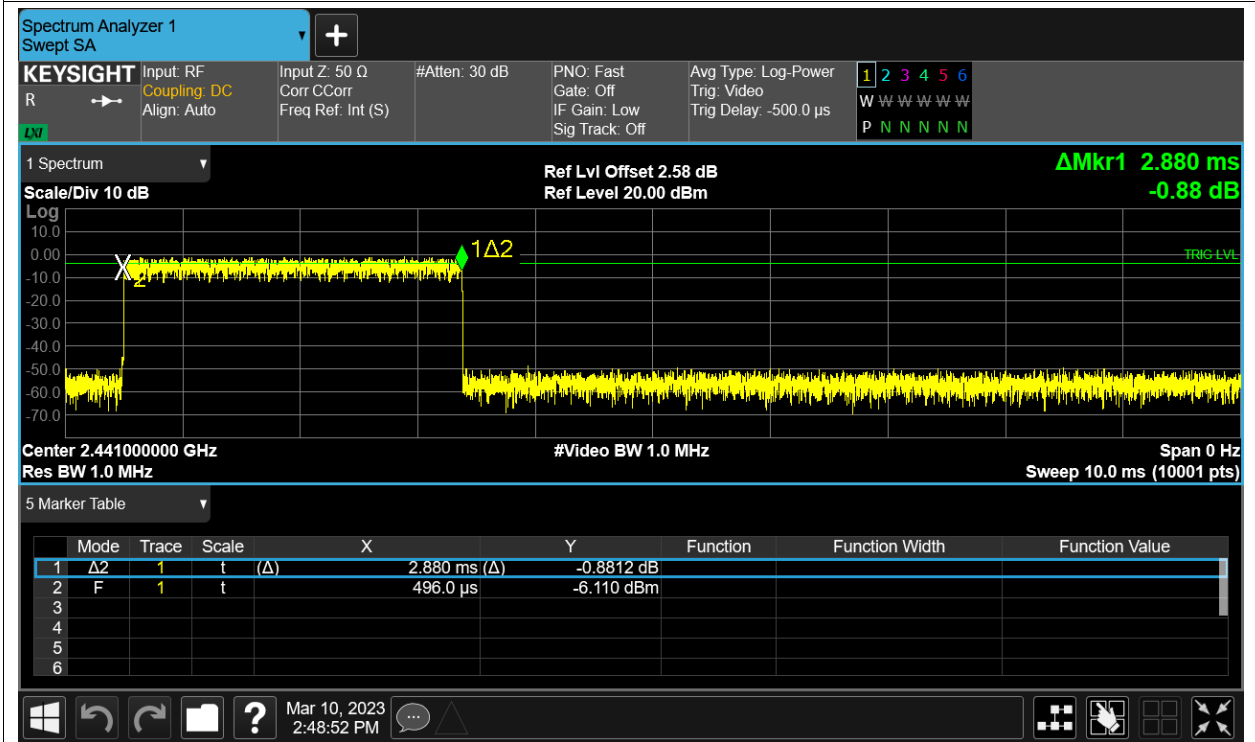 Spectrum Analyzer 1
Swept SA
+
KEYSIGHT
R
LXI
Input: RF
Coupling: DC
Align: Auto
Input Z: 50 Ω
Corr CCorr
Freq Ref: Int (S)
#Atten: 30 dB
PNO: Fast
Gate: Off
IF Gain: Low
Sig Track: Off
Avg Type: Log-Power
Trig: Video
Trig Delay: -500.0 µs
1 2 3 4 5 6
W W W W W W
P N N N N N
1 Spectrum
Scale/Div 10 dB
Ref Lvl Offset 2.58 dB
Ref Level 20.00 dBm
ΔMkr1 2.880 ms
-0.88 dB
Log
10.0
0.00
-10.0
-20.0
-30.0
-40.0
-50.0
-60.0
-70.0
X
2
1Δ2
TRIG LVL
Center 2.441000000 GHz
Res BW 1.0 MHz
#Video BW 1.0 MHz
Span 0 Hz
Sweep 10.0 ms (10001 pts)
5 Marker Table
Mode Trace Scale X Y Function Function Width Function Value
1 Δ2 1 t (Δ) 2.880 ms (Δ) -0.8812 dB
2 F 1 t 496.0 µs -6.110 dBm
3
4
5
6
?
Mar 10, 2023
2:48:52 PM